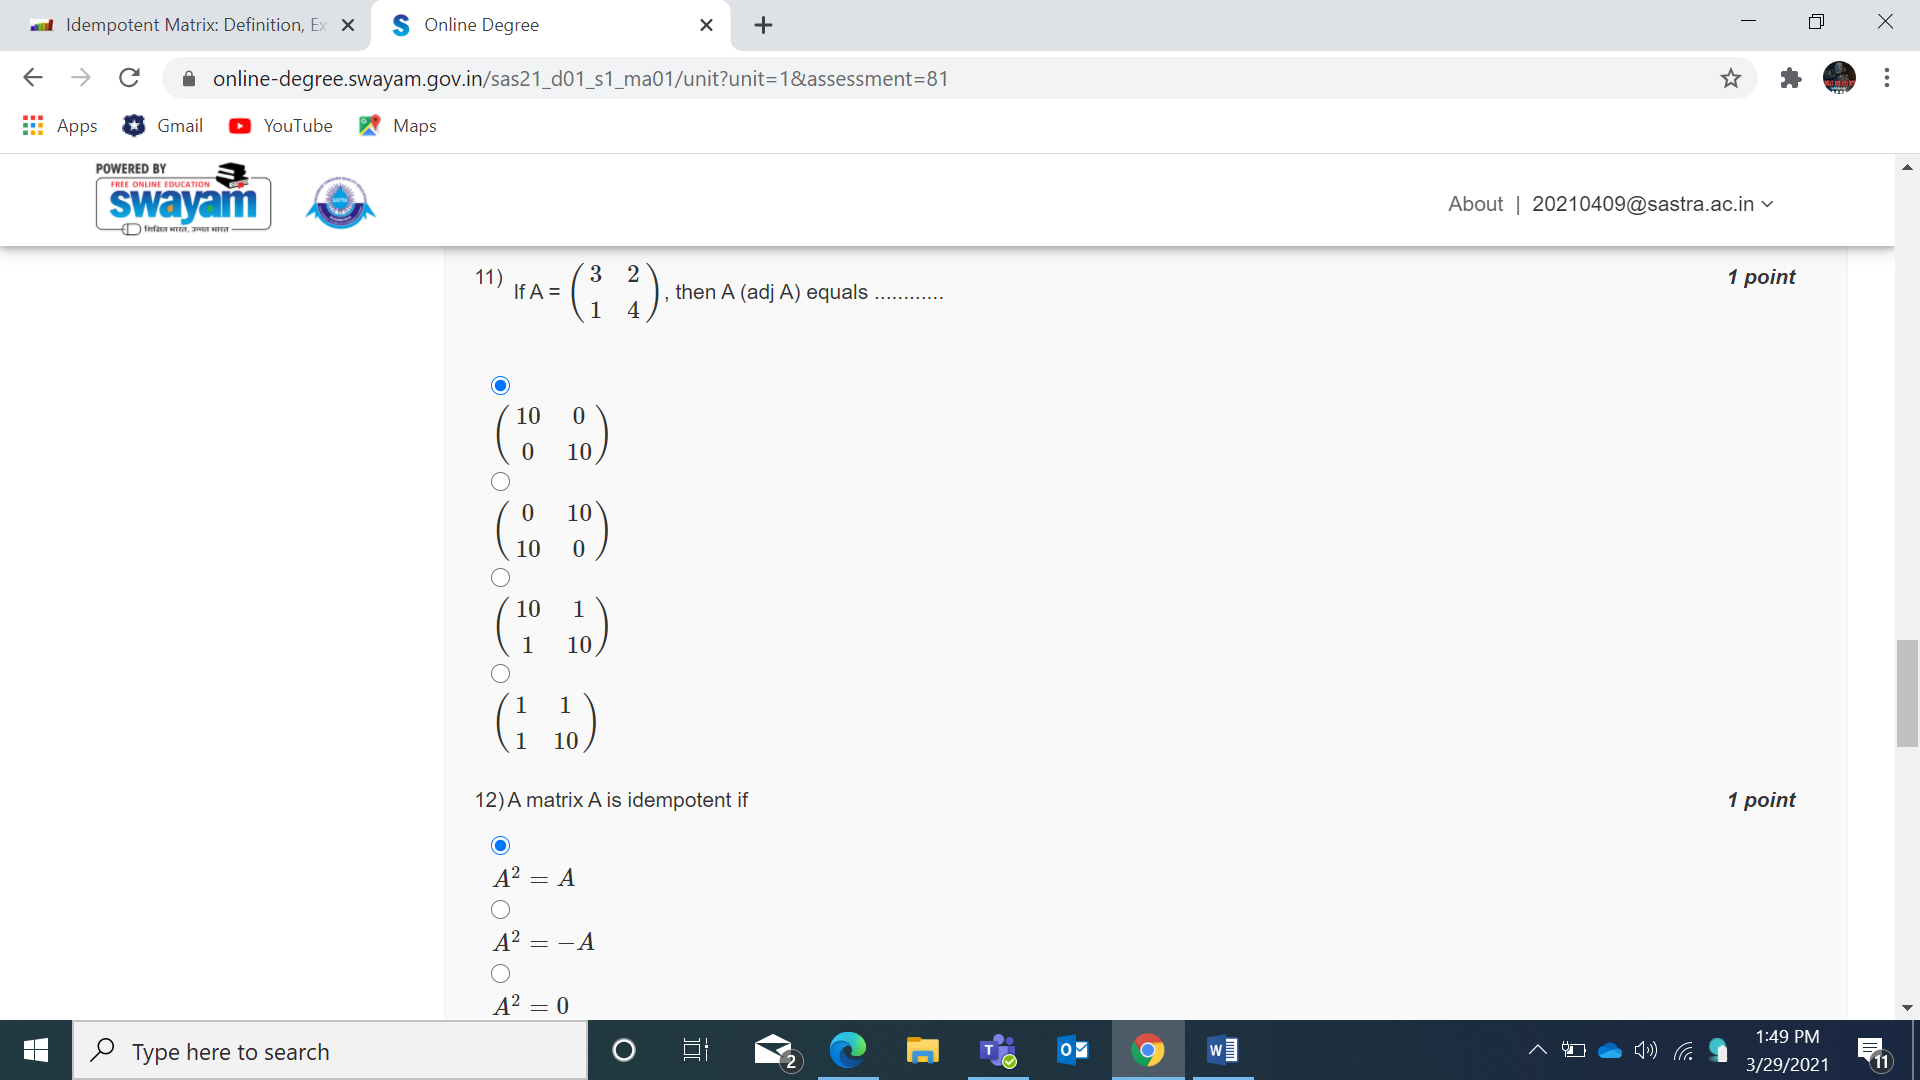 Idempotent Matrix: Definition, Ex
Online Degree
online-degree.swayam.gov.in/sas21_d01_s1_ma01/unit?unit=1&assessment=81
Apps Gmail YouTube Maps
POWERED BY
FREE ONLINE EDUCATION
swayam
शिक्षित भारत, उन्नत भारत
About | 20210409@sastra.ac.in
11) If A = ( 3 2
1 4 ), then A (adj A) equals ............
1 point
( 10 0
0 10 )
( 0 10
10 0 )
( 10 1
1 10 )
( 1 1
1 10 )
12) A matrix A is idempotent if
1 point
A² = A
A² = −A
A² = 0
Type here to search
2
1:49 PM
3/29/2021
11